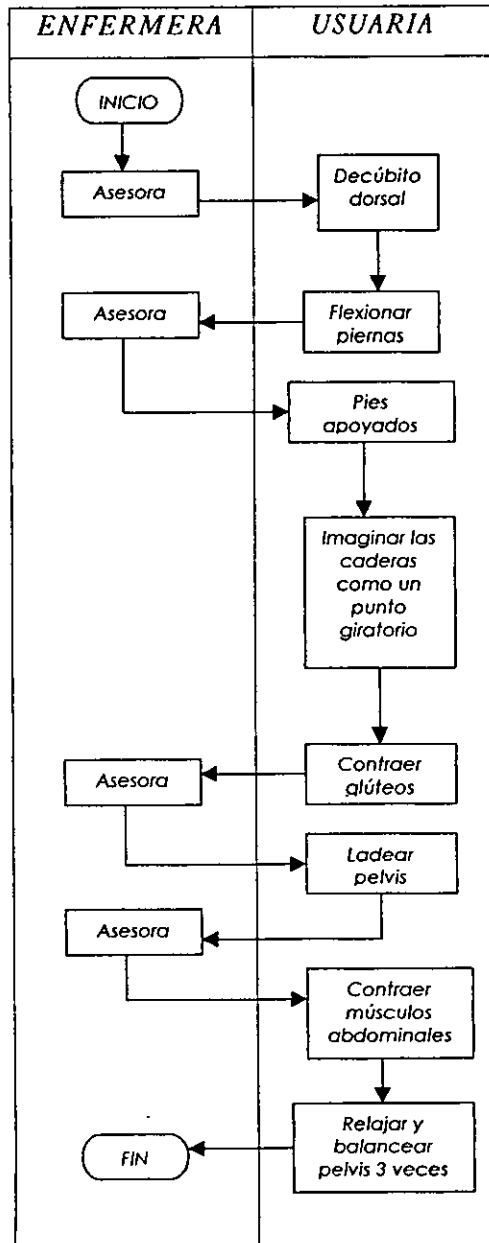 ENFERMERA
USUARIA
INICIO
Asesora
Decúbito
dorsal
Asesora
Flexionar
piernas
Pies
apoyados
Imaginar las
caderas
como un
punto
giratorio
Asesora
Contraer
glúteos
Ladear
pelvis
Asesora
Contraer
músculos
abdominales
Relajar y
balancear
pelvis 3 veces
FIN